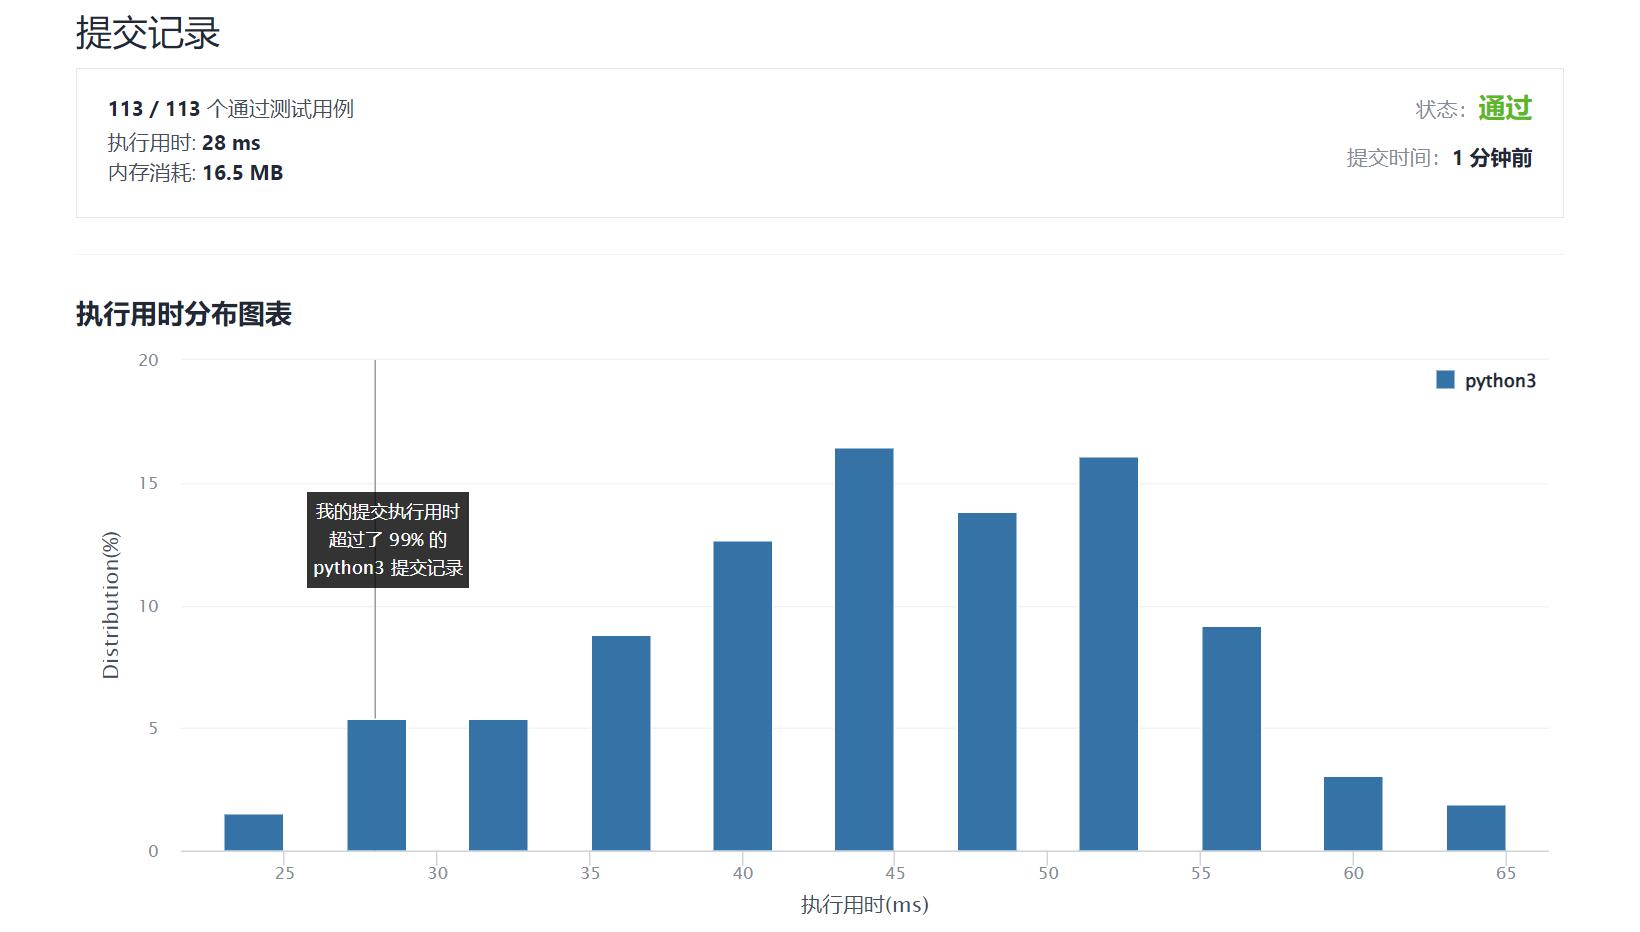 提交记录
113 / 113 个通过测试用例
状态：通过
执行用时: 28 ms
提交时间：1 分钟前
内存消耗: 16.5 MB
执行用时分布图表
20
python3
15
我的提交执行用时
超过了 99% 的
python3 提交记录
Distribution(%)
10
5
0
25 30 35 40 45 50 55 60 65
执行用时(ms)